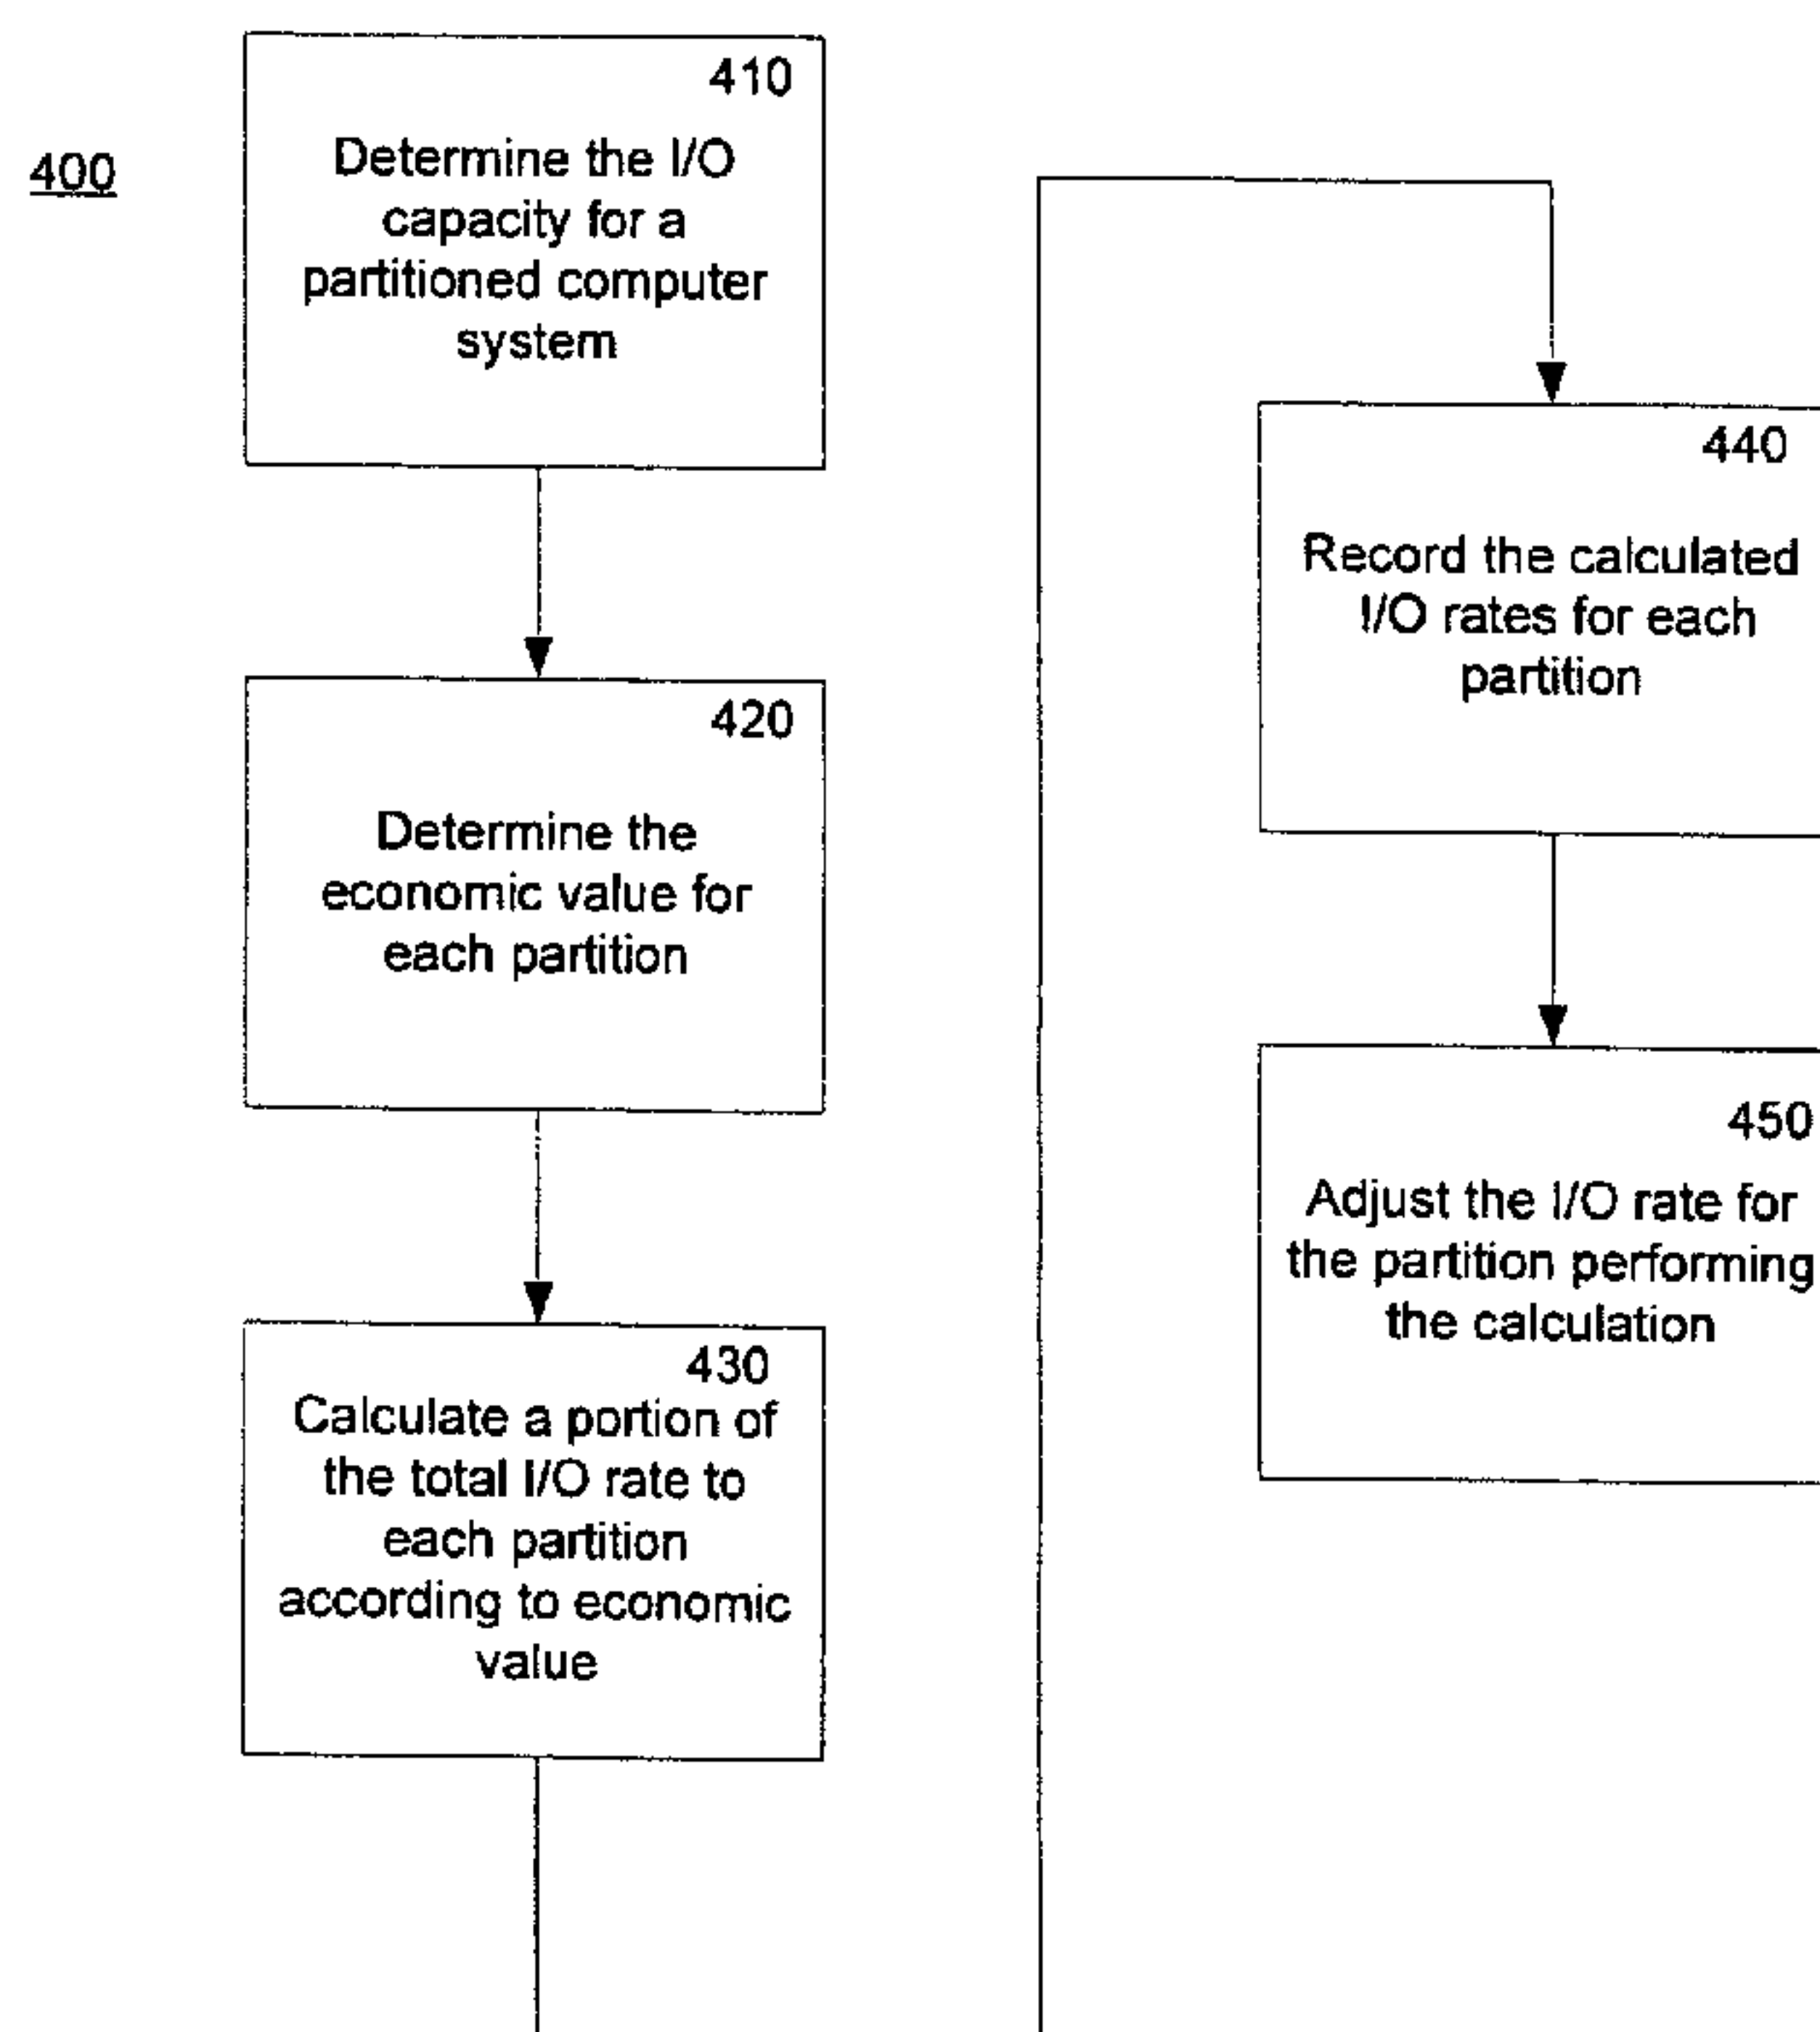 400
410
Determine the I/O
capacity for a
partitioned computer
system
420
Determine the
economic value for
each partition
430
Calculate a portion of
the total I/O rate to
each partition
according to economic
value
440
Record the calculated
I/O rates for each
partition
450
Adjust the I/O rate for
the partition performing
the calculation